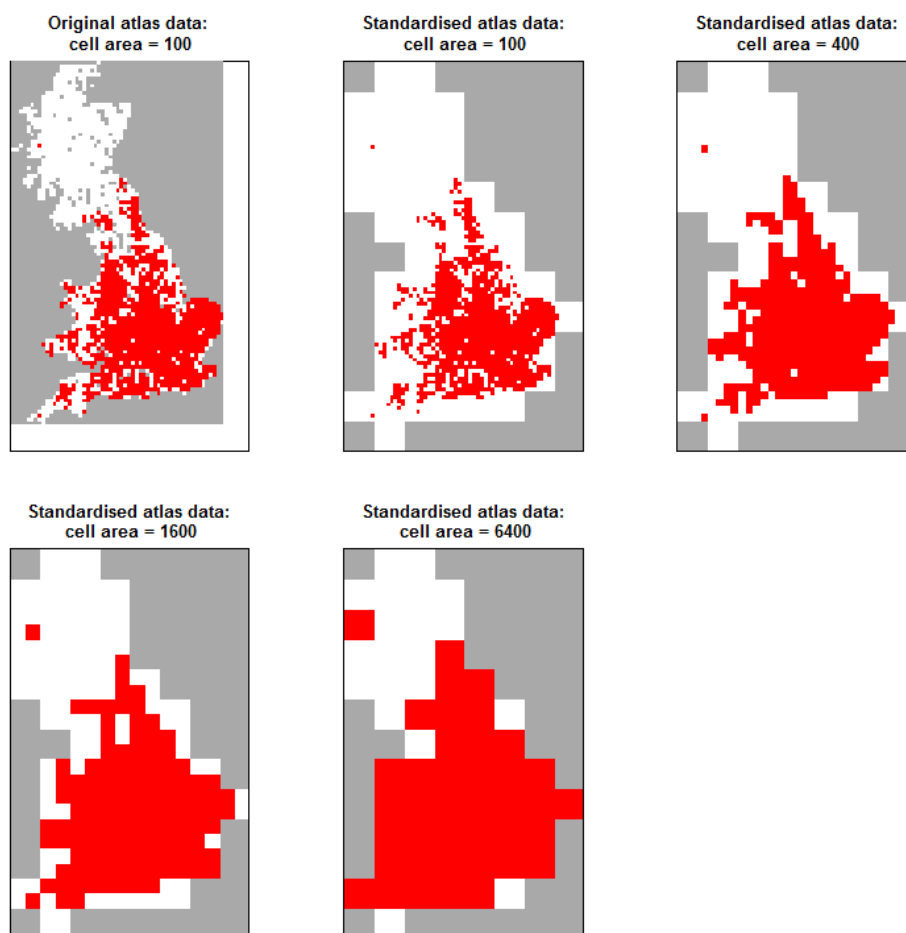 Original atlas data:
cell area = 100
Standardised atlas data:
cell area = 100
Standardised atlas data:
cell area = 400
Standardised atlas data:
cell area = 1600
Standardised atlas data:
cell area = 6400